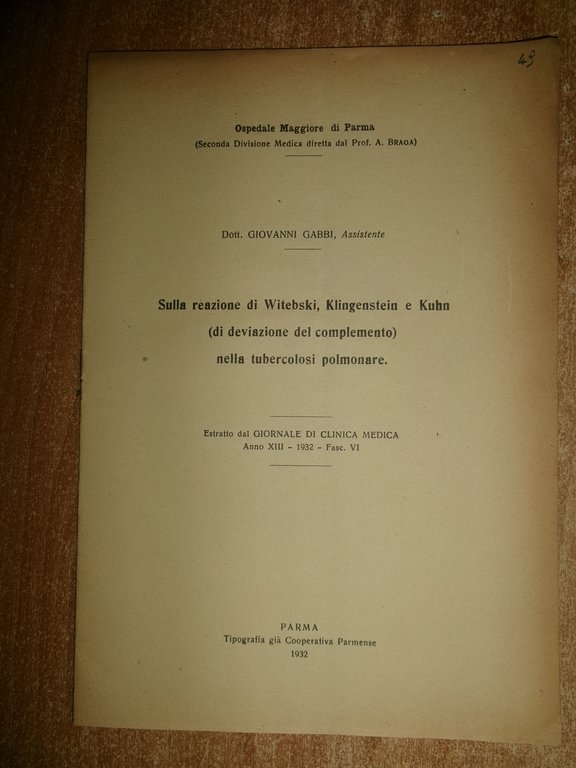 49
Ospedale Maggiore di Parma
(Seconda Divisione Medica diretta dal Prof. A. BRAGA)
Dott. GIOVANNI GABBI, Assistente
Sulla reazione di Witebski, Klingenstein e Kuhn
(di deviazione del complemento)
nella tubercolosi polmonare.
Estratto dal GIORNALE DI CLINICA MEDICA
Anno XIII - 1932 - Fasc. VI
PARMA
Tipografia già Cooperativa Parmense
1932